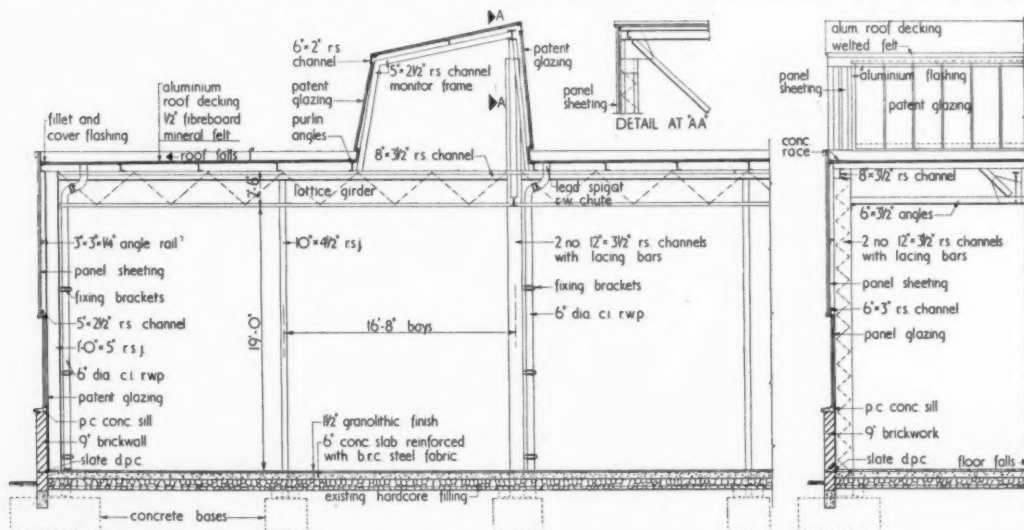 A
6"×2" r.s.
channel
5"×2½" r.s. channel
monitor frame
patent
glazing
purlin
angles
patent
glazing
A
panel
sheeting
DETAIL AT "AA"
aluminium
roof decking
½" fibreboard
mineral felt
roof falls 1"
fillet and
cover flashing
8"×3½" r.s. channel
lattice girder
2'-6"
lead spigot
r.w. chute
3"×3"×¼" angle rail
panel sheeting
fixing brackets
5"×2½" r.s. channel
1'-0"×5" r.s.j.
6" dia. c.i. rwp
patent glazing
p.c. conc. sill
9" brickwall
slate d.p.c.
10"×4½" r.s.j.
19'-0"
16'-8" bays
2 no. 12"×3½" r.s. channels
with lacing bars
fixing brackets
6" dia. c.i. r.w.p.
1½" granolithic finish
6" conc. slab reinforced
with b.r.c. steel fabric
existing hardcore filling
concrete bases
alum. roof decking
welted felt
panel
sheeting
aluminium flashing
patent glazing
conc.
race
8"×3½" r.s. channel
6"×3½" angles
2 no. 12"×3½" r.s. channels
with lacing bars
panel sheeting
6"×3" r.s. channel
panel glazing
p.c. conc. sill
9" brickwork
slate d.p.c.
floor falls